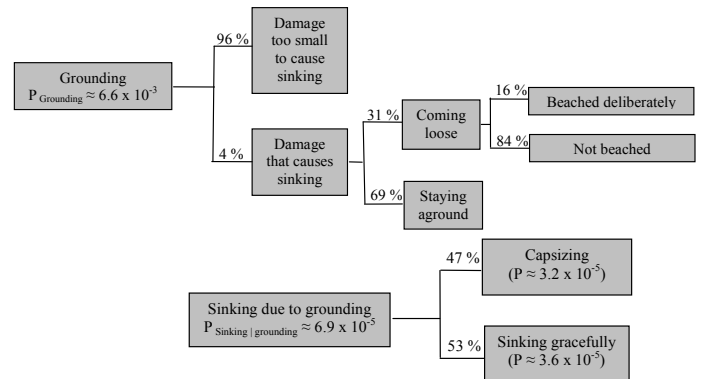 96 %
Damage
too small
to cause
sinking
Grounding
P Grounding ≈ 6.6 x 10-3
4 %
Damage
that causes
sinking
31 %
Coming
loose
16 %
Beached deliberately
84 %
Not beached
69 %
Staying
aground
47 %
Capsizing
(P ≈ 3.2 x 10-5)
Sinking due to grounding
P Sinking | grounding ≈ 6.9 x 10-5
53 %
Sinking gracefully
(P ≈ 3.6 x 10-5)